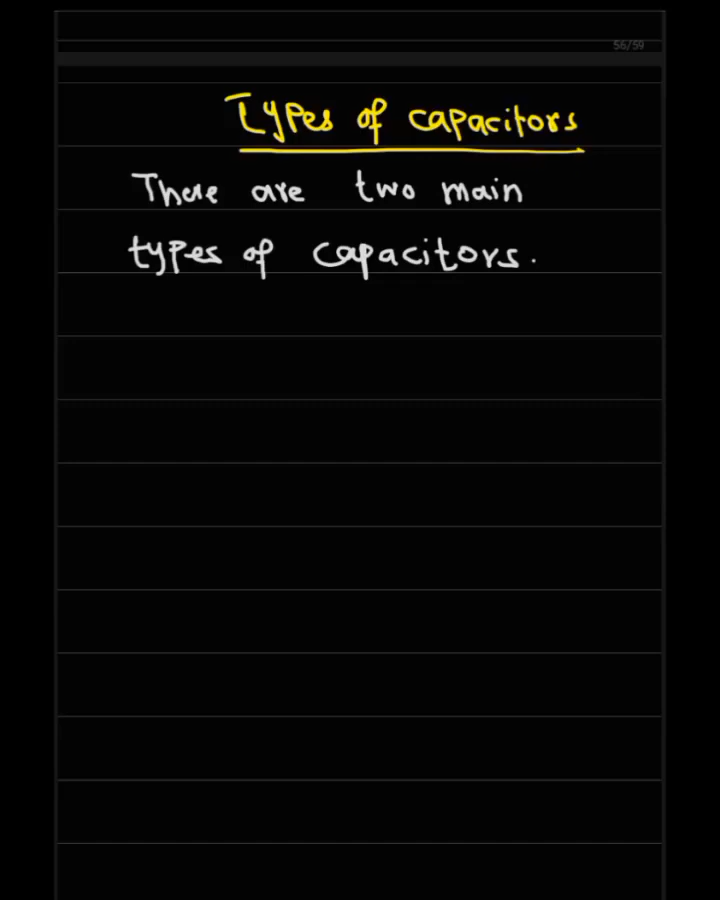 56/59
Types of capacitors
There are two main
types of capacitors.